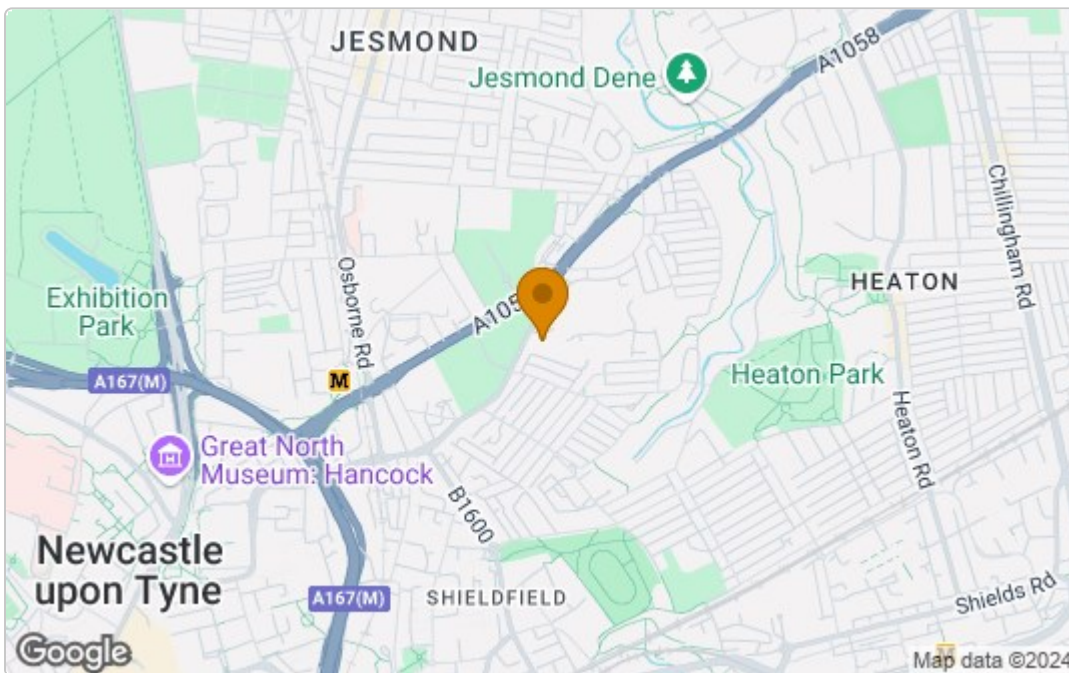 JESMOND
Jesmond Dene
A1058
Chillingham Rd
Osborne Rd
HEATON
Exhibition
Park
A105
A167(M)
M
Heaton Park
Heaton Rd
Great North
Museum: Hancock
B1600
Newcastle
upon Tyne
A167(M)
SHIELDFIELD
Shields Rd
M
Google
Map data ©2024